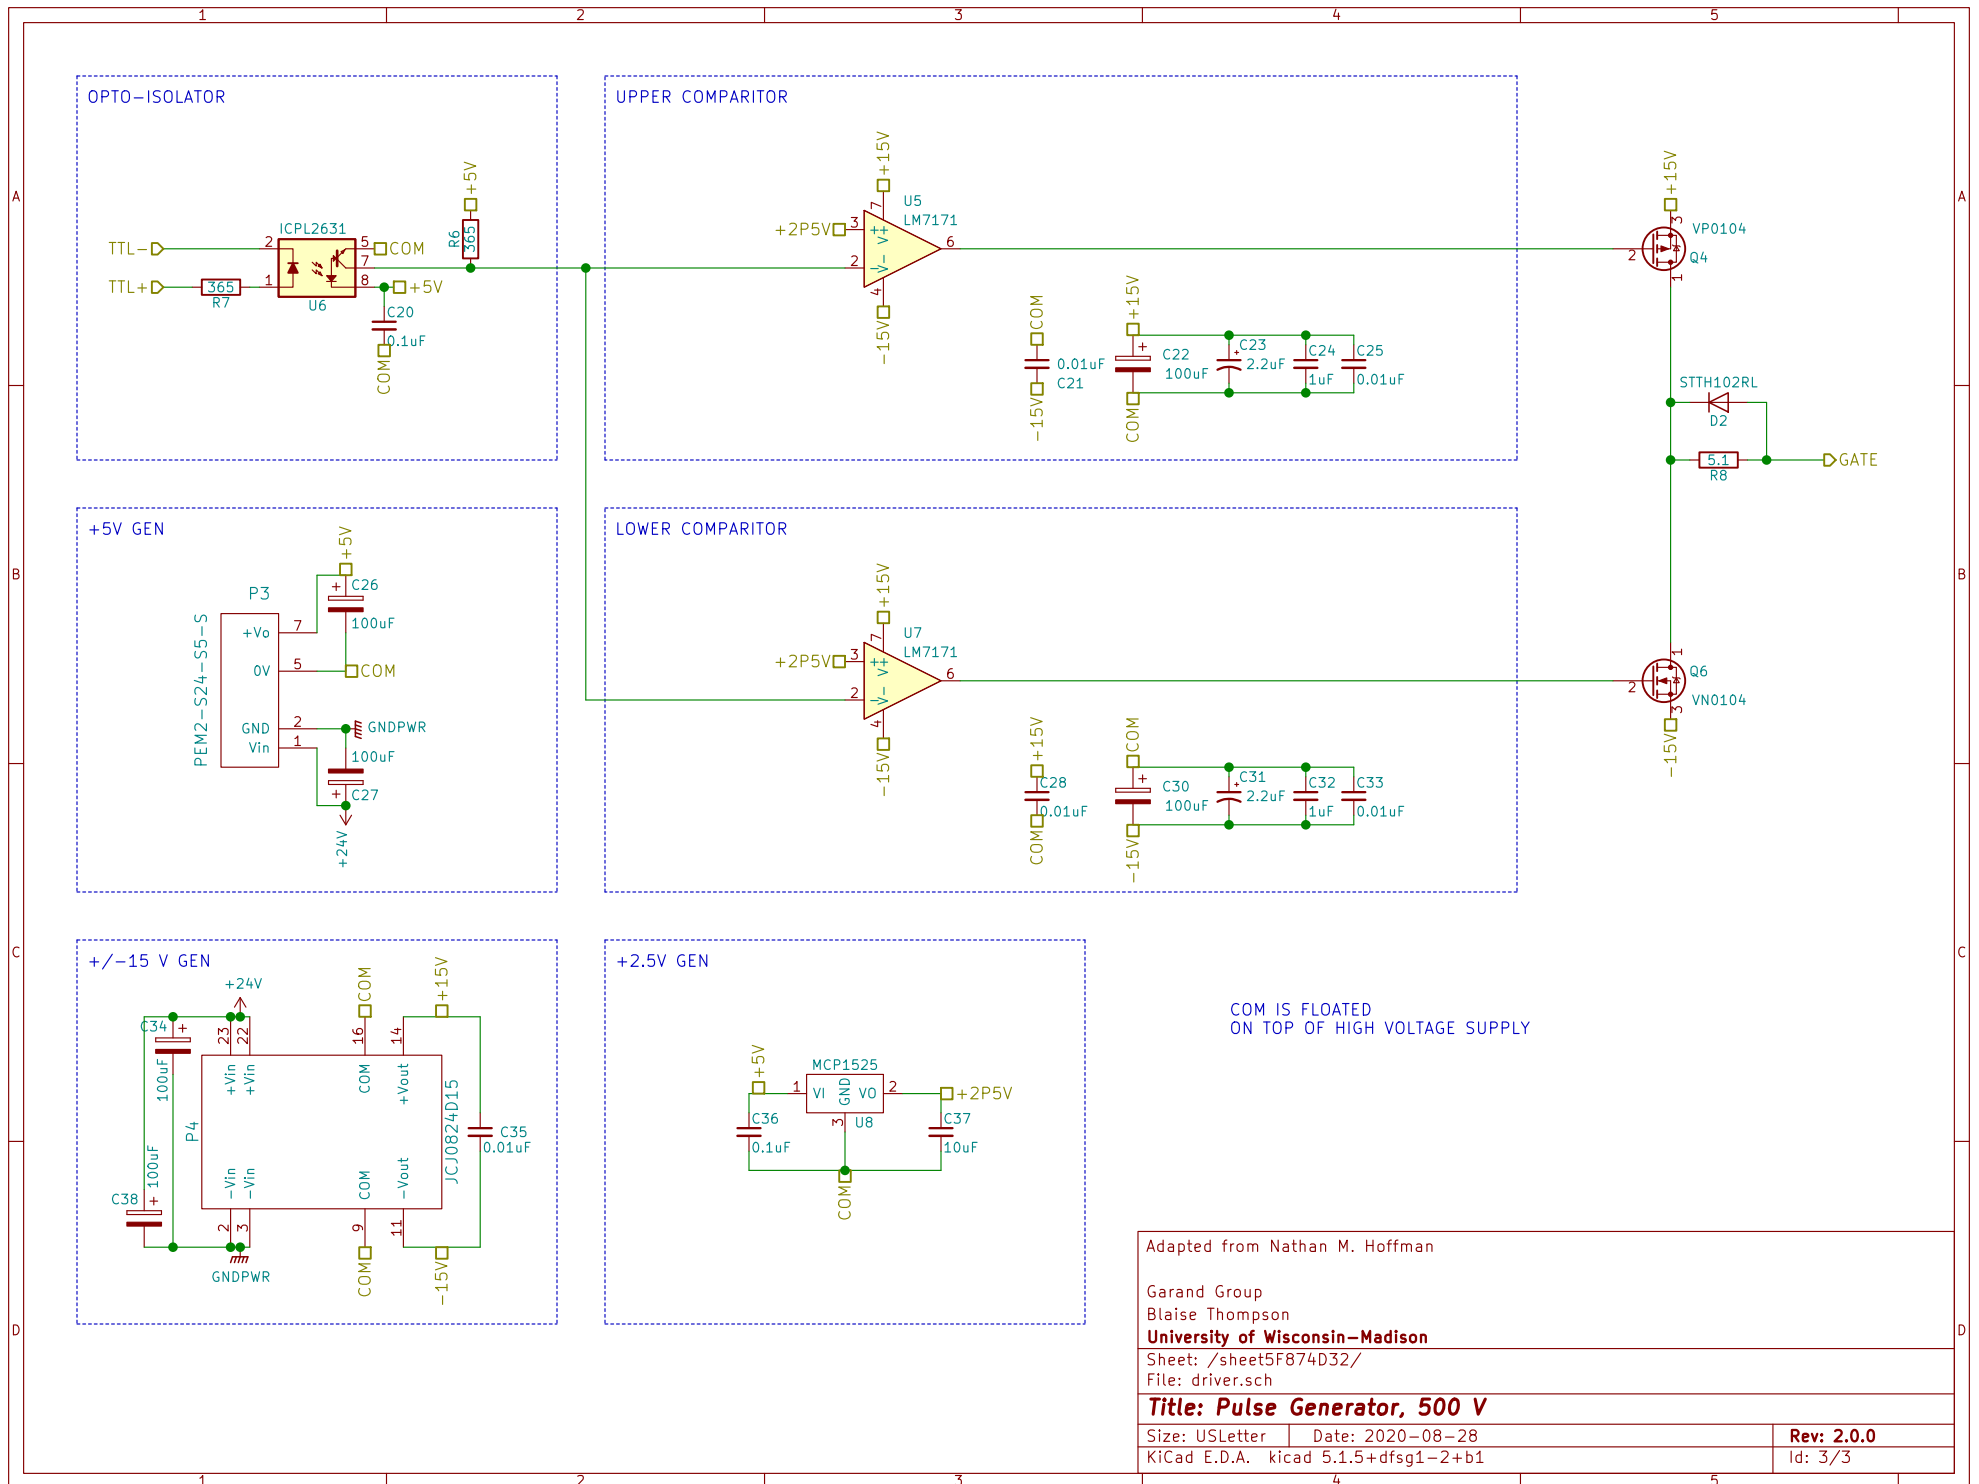 1 2 3 4 5
A A
B B
C C
D D
1 2 3 4 5
OPTO-ISOLATOR
TTL-
TTL+
365
R7
ICPL2631
2
1
5
7
8
U6
COM
+5V
R6
365
+5V
C20
0.1uF
COM
UPPER COMPARITOR
+15V
7
U5
LM7171
+2P5V
3
2
+
V+
-
V-
6
4
-15V
COM
0.01uF
C21
-15V
+15V
+
C22
100uF
COM
+
C23
2.2uF
C24
1uF
C25
0.01uF
+15V
3
VP0104
2
Q4
1
STTH102RL
D2
5.1
R8
GATE
1
Q6
2
VN0104
3
-15V
+5V GEN
P3
PEM2-S24-S5-S
+Vo
0V
GND
Vin
7
5
2
1
+5V
+
C26
100uF
COM
GNDPWR
100uF
+
C27
+24V
LOWER COMPARITOR
+15V
7
U7
LM7171
+2P5V
3
2
+
V+
-
V-
6
4
-15V
+15V
C28
0.01uF
COM
COM
+
C30
100uF
-15V
+
C31
2.2uF
C32
1uF
C33
0.01uF
+/-15 V GEN
+24V
C34
+
100uF
23
22
16
14
COM
+15V
+Vin
+Vin
COM
+Vout
P4
JCJ0824D15
C35
0.01uF
-Vin
-Vin
COM
-Vout
C38
+
100uF
2
3
9
11
GNDPWR
COM
-15V
+2.5V GEN
+5V
MCP1525
1
VI
GND
VO
2
+2P5V
3
U8
C36
0.1uF
C37
10uF
COM
COM IS FLOATED
ON TOP OF HIGH VOLTAGE SUPPLY
Adapted from Nathan M. Hoffman
Garand Group
Blaise Thompson
University of Wisconsin-Madison
Sheet: /sheet5F874D32/
File: driver.sch
Title: Pulse Generator, 500 V
Size: USLetter Date: 2020-08-28 Rev: 2.0.0
KiCad E.D.A. kicad 5.1.5+dfsg1-2+b1 Id: 3/3